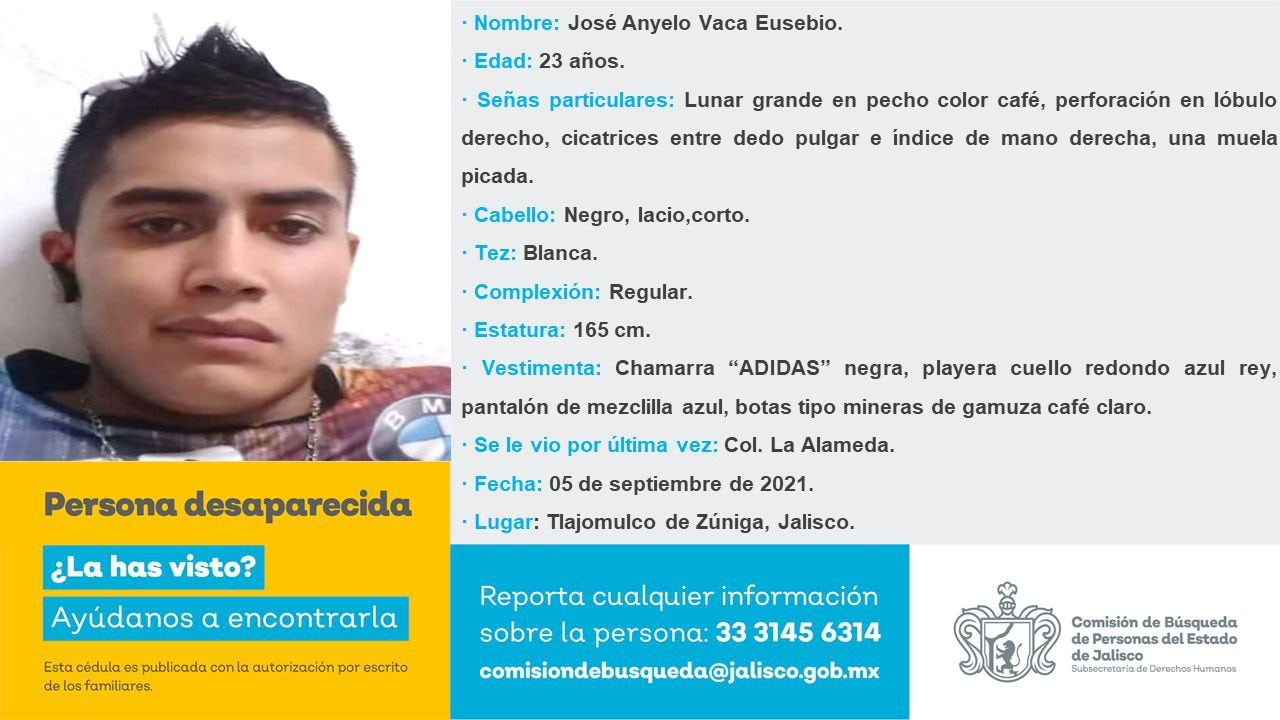 · Nombre: José Anyelo Vaca Eusebio.
· Edad: 23 años.
· Señas particulares: Lunar grande en pecho color café, perforación en lóbulo
derecho, cicatrices entre dedo pulgar e índice de mano derecha, una muela
picada.
· Cabello: Negro, lacio,corto.
· Tez: Blanca.
· Complexión: Regular.
· Estatura: 165 cm.
· Vestimenta: Chamarra “ADIDAS” negra, playera cuello redondo azul rey,
pantalón de mezclilla azul, botas tipo mineras de gamuza café claro.
· Se le vio por última vez: Col. La Alameda.
· Fecha: 05 de septiembre de 2021.
· Lugar: Tlajomulco de Zúniga, Jalisco.
BM
Persona desaparecida
¿La has visto?
Ayúdanos a encontrarla
Esta cédula es publicada con la autorización por escrito
de los familiares.
Reporta cualquier información
sobre la persona: 33 3145 6314
comisiondebusqueda@jalisco.gob.mx
Comisión de Búsqueda
de Personas del Estado
de Jalisco
Subsecretaría de Derechos Humanos